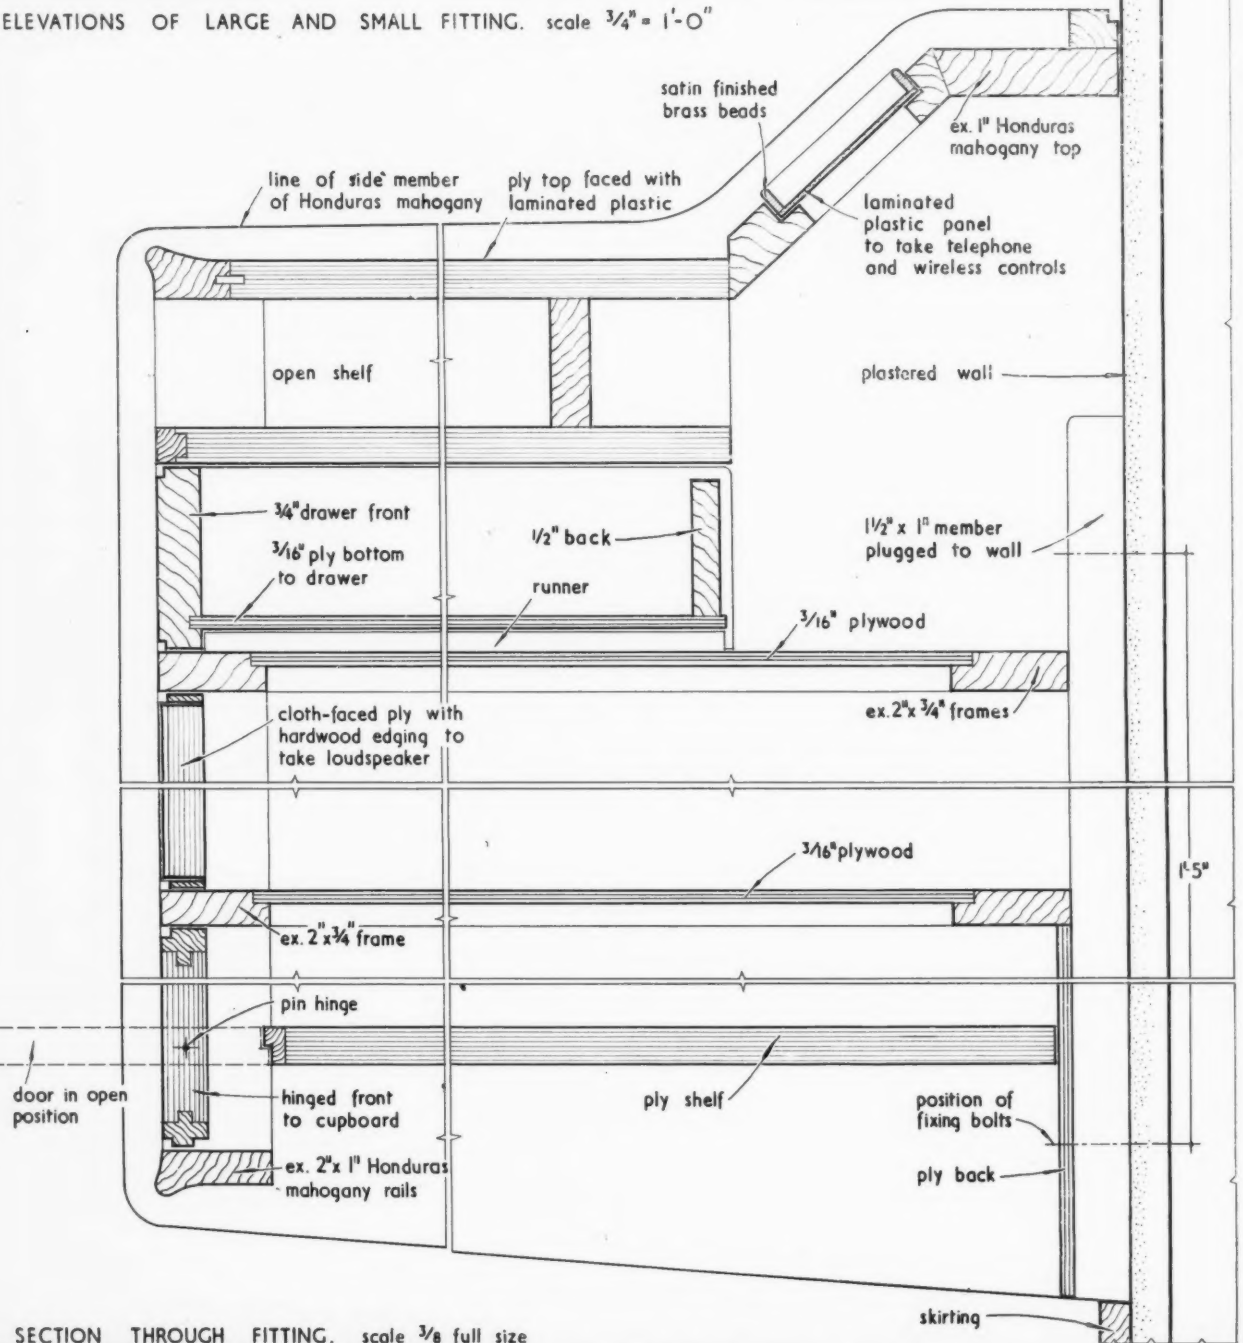 ELEVATIONS OF LARGE AND SMALL FITTING. scale 3/4" = 1'-0"
satin finished
brass beads
ex. 1" Honduras
mahogany top
line of side member
of Honduras mahogany
ply top faced with
laminated plastic
laminated
plastic panel
to take telephone
and wireless controls
open shelf
plastered wall
3/4" drawer front
3/16" ply bottom
to drawer
1/2" back
runner
1 1/2" x 1" member
plugged to wall
3/16" plywood
ex. 2" x 3/4" frames
cloth-faced ply with
hardwood edging to
take loudspeaker
3/16" plywood
1'-5"
ex. 2" x 3/4" frame
pin hinge
door in open
position
hinged front
to cupboard
ply shelf
position of
fixing bolts
ply back
ex. 2" x 1" Honduras
mahogany rails
skirting
SECTION THROUGH FITTING. scale 3/8 full size